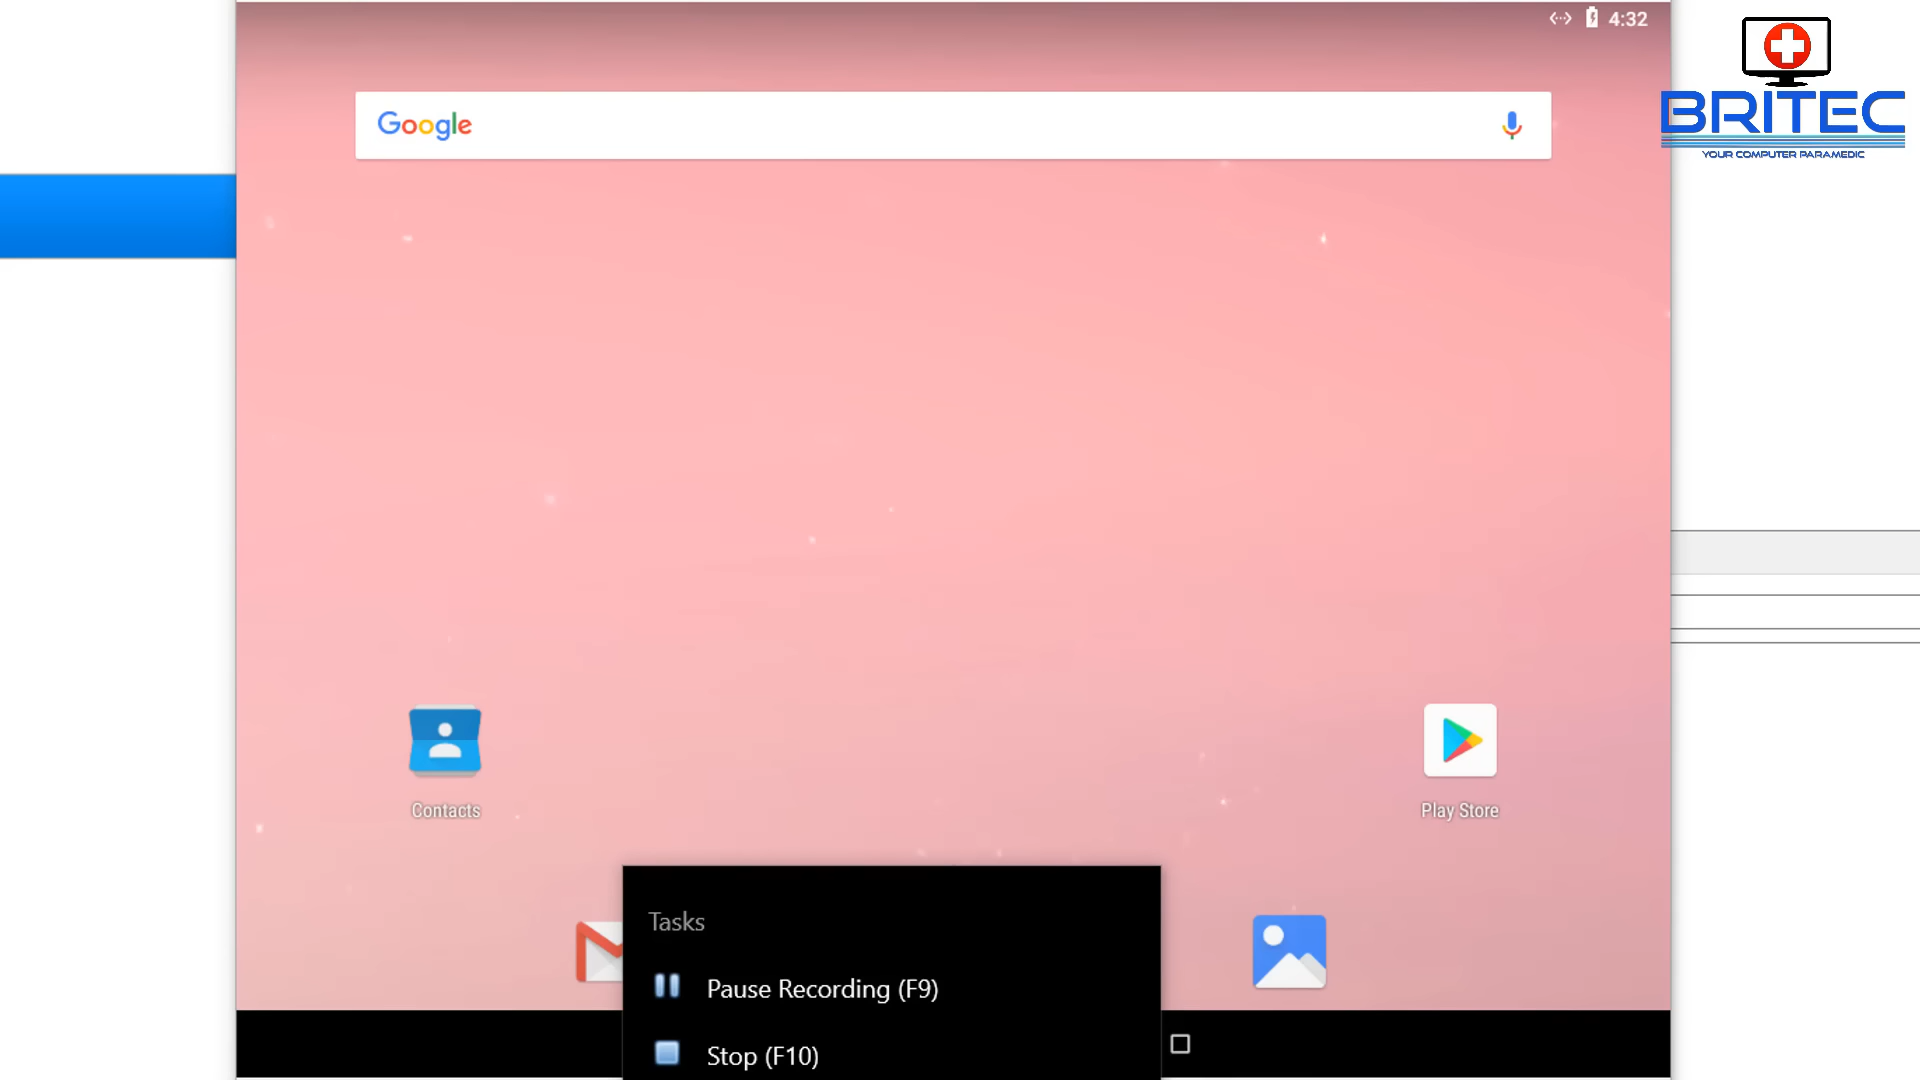 4:32
BRITEC
YOUR COMPUTER PARAMEDIC
Google
Contacts
Play Store
Tasks
Pause Recording (F9)
Stop (F10)